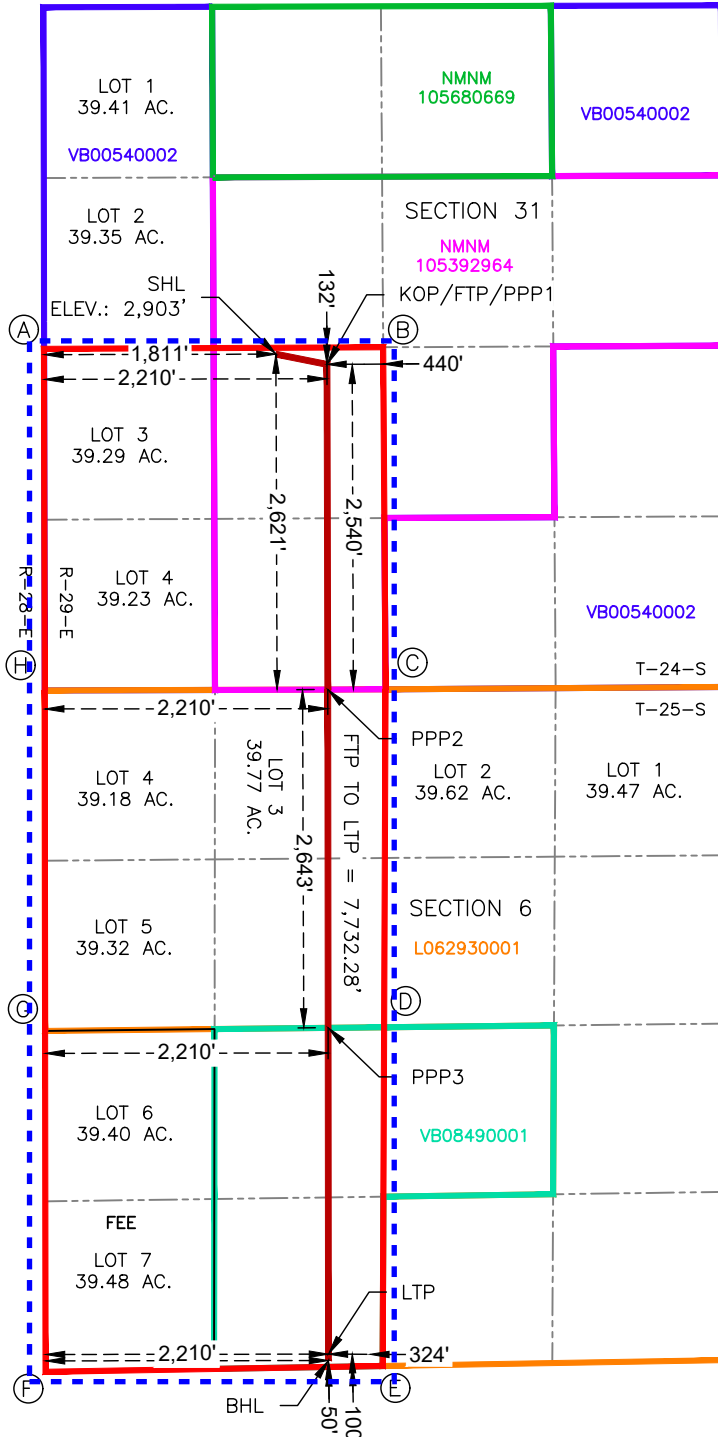 LOT 1
39.41 AC.
VB00540002
NMNM
105680669
VB00540002
LOT 2
39.35 AC.
SECTION 31
NMNM
105392964
SHL
ELEV.: 2,903'
132'
KOP/FTP/PPP1
A
B
1,811'
2,210'
440'
LOT 3
39.29 AC.
2,621'
2,540'
LOT 4
39.23 AC.
R-28-E
R-29-E
VB00540002
H
C
T-24-S
T-25-S
2,210'
PPP2
LOT 4
39.18 AC.
LOT 3
39.77 AC.
FTP TO LTP = 7,732.28'
LOT 2
39.62 AC.
LOT 1
39.47 AC.
2,643'
LOT 5
39.32 AC.
SECTION 6
L062930001
G
D
2,210'
PPP3
LOT 6
39.40 AC.
VB08490001
FEE
LOT 7
39.48 AC.
LTP
2,210'
324'
F
E
BHL
50'
100